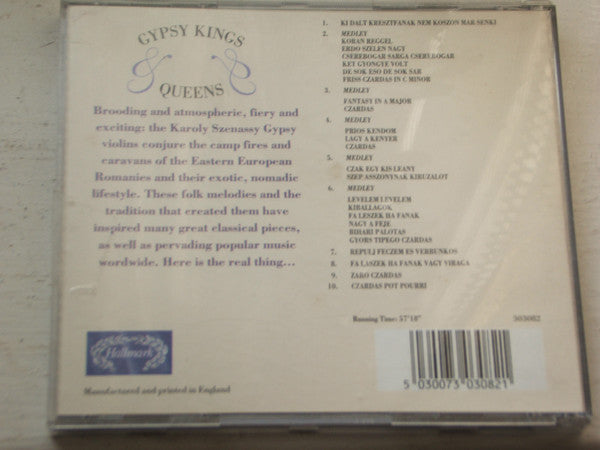 GYPSY KINGS
QUEENS
Brooding and atmospheric, fiery and
exciting: the Karoly Szenassy Gypsy
violins conjure the camp fires and
caravans of the Eastern European
Romanies and their exotic, nomadic
lifestyle. These folk melodies and the
tradition that created them have
inspired many great classical pieces,
as well as pervading popular music
wordwide. Here is the real thing...
Hallmark
Manufactured and printed in England
1. KI DALT KRESZTFANAK NEM KOSZON MAR SENKI
2. MEDLEY
KORAN REGGEL
ERDO SZELEN NAGY
CSEREBOGAR SARGA CSEREBOGAR
KET GYONGYE VOLT
DE SOK ESO DE SOK SAR
FRISS CZARDAS IN C MINOR
3. MEDLEY
FANTASY IN A MAJOR
CZARDAS
4. MEDLEY
PRIOS KENDOM
LAGY A KENYER
CZARDAS
5. MEDLEY
CZAK EGY KIS LEANY
SZEP ASSZONYNAK KIRUZALOT
6. MEDLEY
LEVELEM LEVELEM
KIBALLAGOK
FA LESZEK HA FANAK
NAGY A FEJE
BIHARI PALOTAS
GYORS TIPEGO CZARDAS
7. REPULJ FECZEM ES VERBUNKOS
8. FA LASZEK HA FANAK VAGY VIRAGA
9. ZARO CZARDAS
10. CZARDAS POT POURRI
Running Time: 57'18" 303082
5 030073 030821